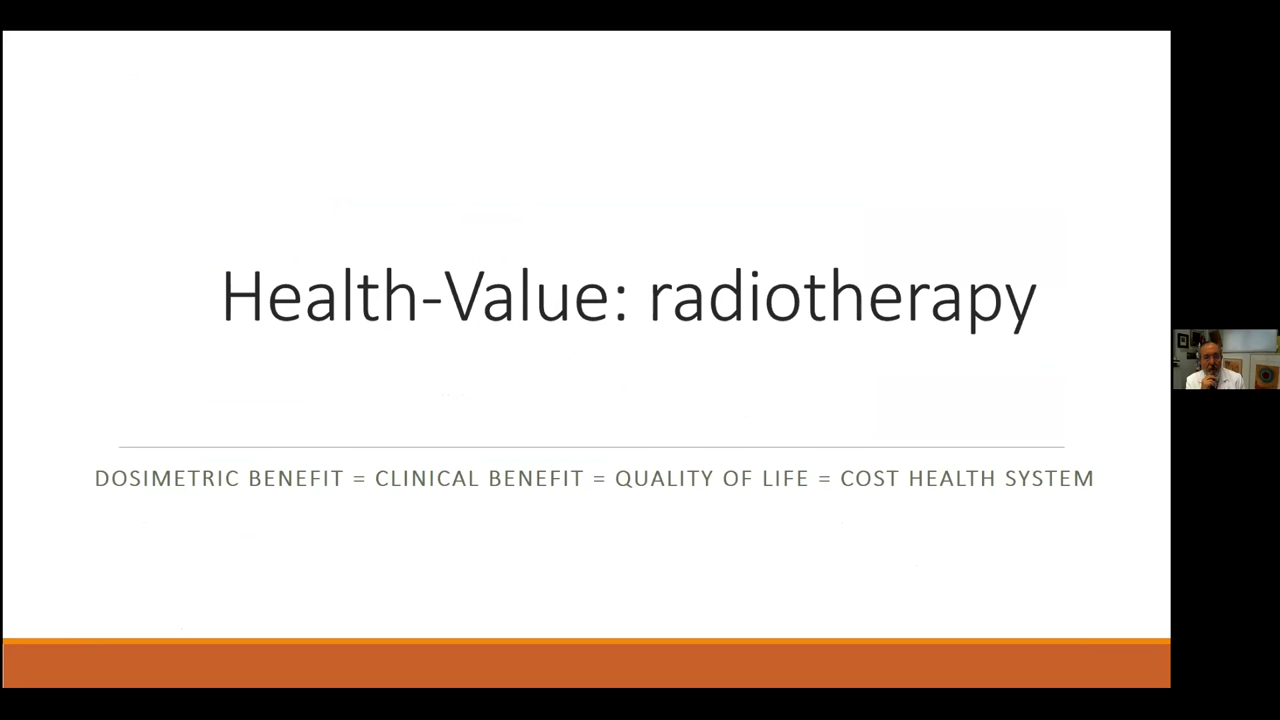 Health-Value: radiotherapy
DOSIMETRIC BENEFIT = CLINICAL BENEFIT = QUALITY OF LIFE = COST HEALTH SYSTEM